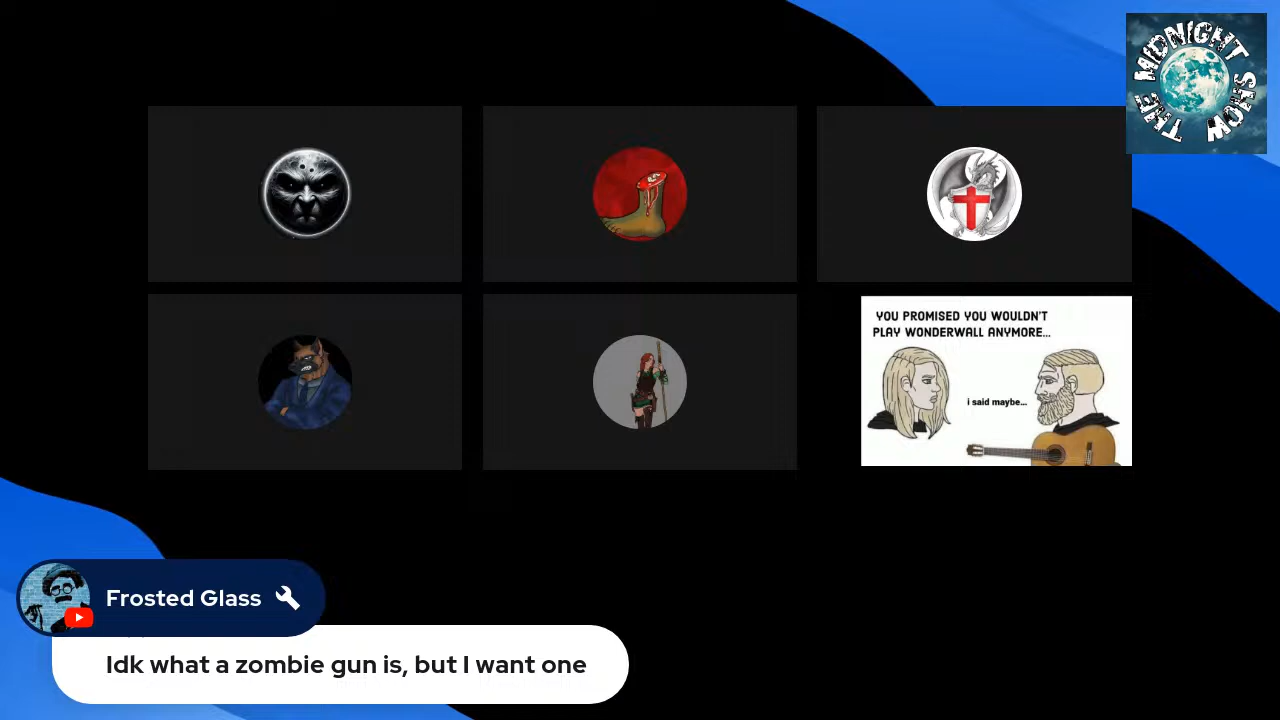 THE MIDNIGHT SHOW
YOU PROMISED YOU WOULDN'T
PLAY WONDERWALL ANYMORE...
i said maybe...
Frosted Glass
Idk what a zombie gun is, but I want one